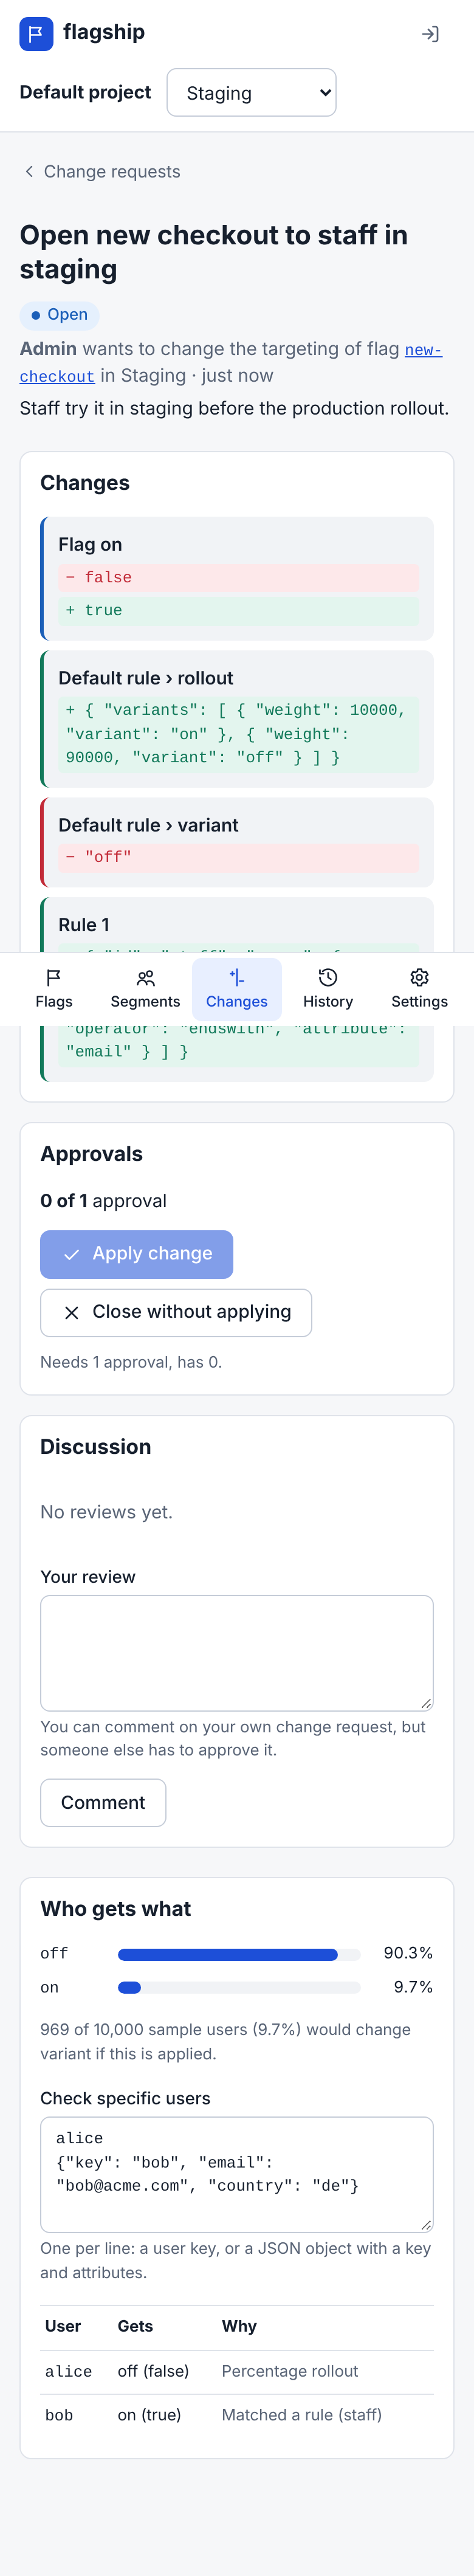 flagship
Default project Staging
Change requests
Open new checkout to staff in
staging
Open
Admin wants to change the targeting of flag new-
checkout in Staging · just now
Staff try it in staging before the production rollout.
Changes
Flag on
− false
+ true
Default rule › rollout
+ { "variants": [ { "weight": 10000,
"variant": "on" }, { "weight":
90000, "variant": "off" } ] }
Default rule › variant
− "off"
Rule 1
Flags Segments Changes History Settings
"operator": "endsWith", "attribute":
"email" } ] }
Approvals
0 of 1 approval
Apply change
Close without applying
Needs 1 approval, has 0.
Discussion
No reviews yet.
Your review
You can comment on your own change request, but
someone else has to approve it.
Comment
Who gets what
off 90.3%
on 9.7%
969 of 10,000 sample users (9.7%) would change
variant if this is applied.
Check specific users
alice
{"key": "bob", "email":
"bob@acme.com", "country": "de"}
One per line: a user key, or a JSON object with a key
and attributes.
User Gets Why
alice off (false) Percentage rollout
bob on (true) Matched a rule (staff)